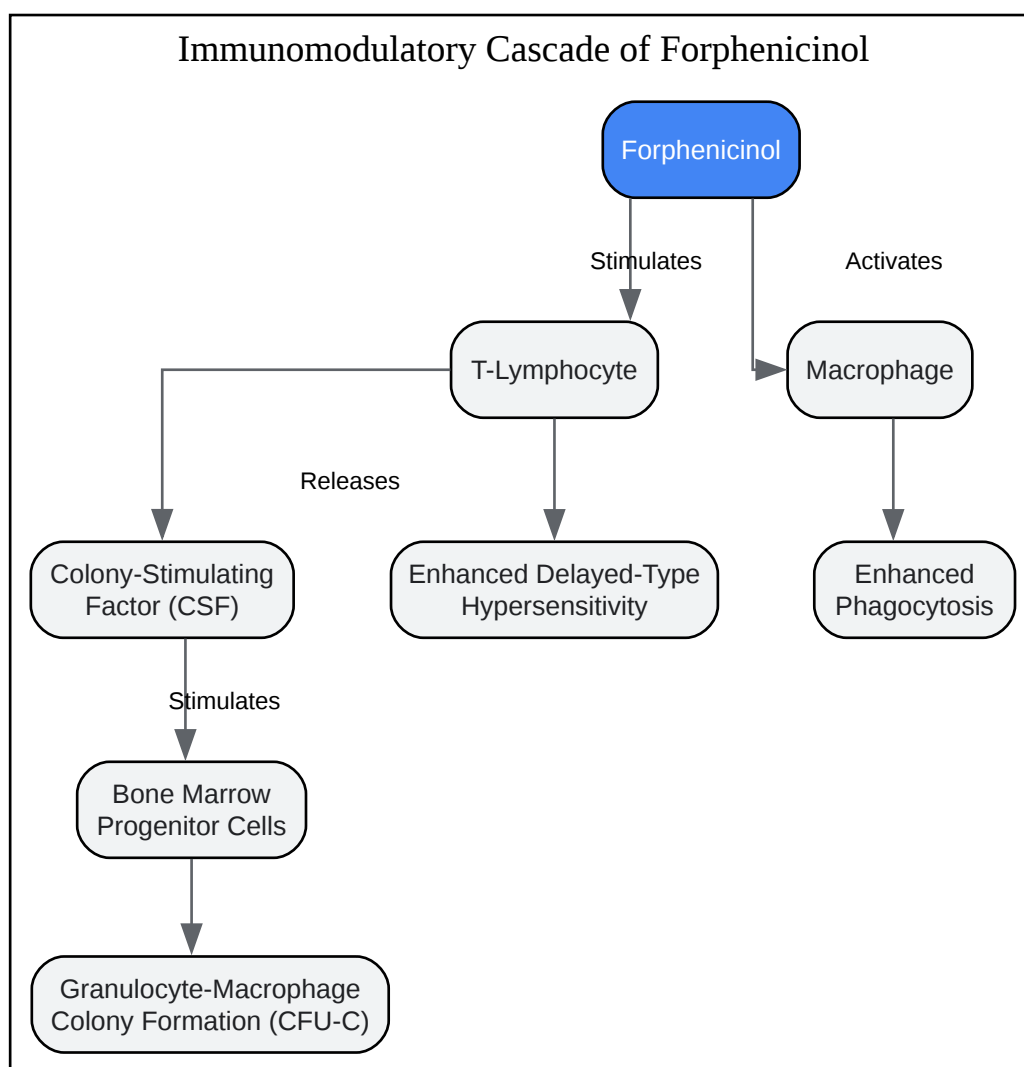 Immunomodulatory Cascade of Forphenicinol
Forphenicinol
Stimulates
Activates
T-Lymphocyte
Macrophage
Releases
Colony-Stimulating
Factor (CSF)
Enhanced Delayed-Type
Hypersensitivity
Enhanced
Phagocytosis
Stimulates
Bone Marrow
Progenitor Cells
Granulocyte-Macrophage
Colony Formation (CFU-C)